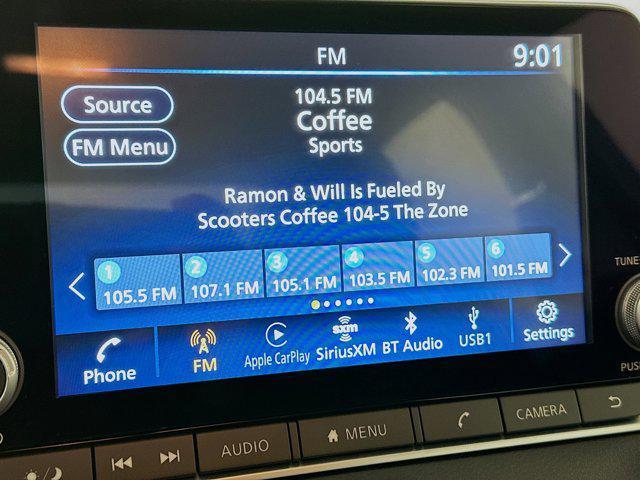 FM
9:01
Source
104.5 FM
Coffee
FM Menu
Sports
Ramon & Will Is Fueled By
Scooters Coffee 104-5 The Zone
1
2
3
4
5
6
105.5 FM
107.1 FM
105.1 FM
103.5 FM
102.3 FM
101.5 FM
Phone
FM
Apple CarPlay
sxm
SiriusXM
BT Audio
USB1
Settings
TUNE
PUSH
AUDIO
MENU
CAMERA